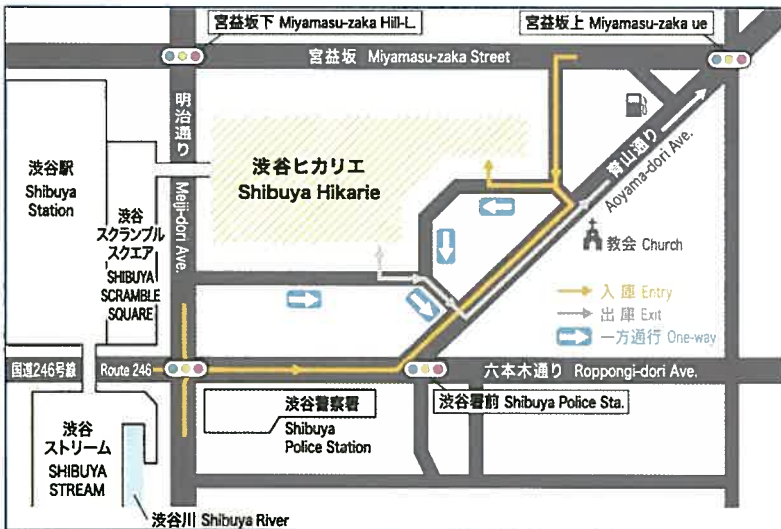 宮益坂下 Miyamasu-zaka Hill-L.
宮益坂上 Miyamasu-zaka ue
宮益坂 Miyamasu-zaka Street
明治通り Meiji-dori Ave.
渋谷駅
Shibuya
Station
渋谷
スクランブル
スクエア
SHIBUYA
SCRAMBLE
SQUARE
渋谷ヒカリエ
Shibuya Hikarie
青山通り
Aoyama-dori Ave.
教会 Church
入庫 Entry
出庫 Exit
一方通行 One-way
国道246号線
Route 246
六本木通り Roppongi-dori Ave.
渋谷警察署
Shibuya
Police Station
渋谷署前 Shibuya Police Sta.
渋谷
ストリーム
SHIBUYA
STREAM
渋谷川 Shibuya River